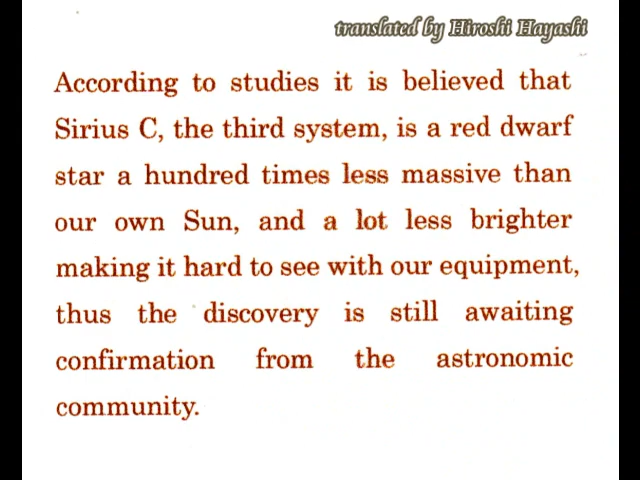 translated by Hiroshi Hayashi
According to studies it is believed that
Sirius C, the third system, is a red dwarf
star a hundred times less massive than
our own Sun, and a lot less brighter
making it hard to see with our equipment,
thus the discovery is still awaiting
confirmation from the astronomic
community.